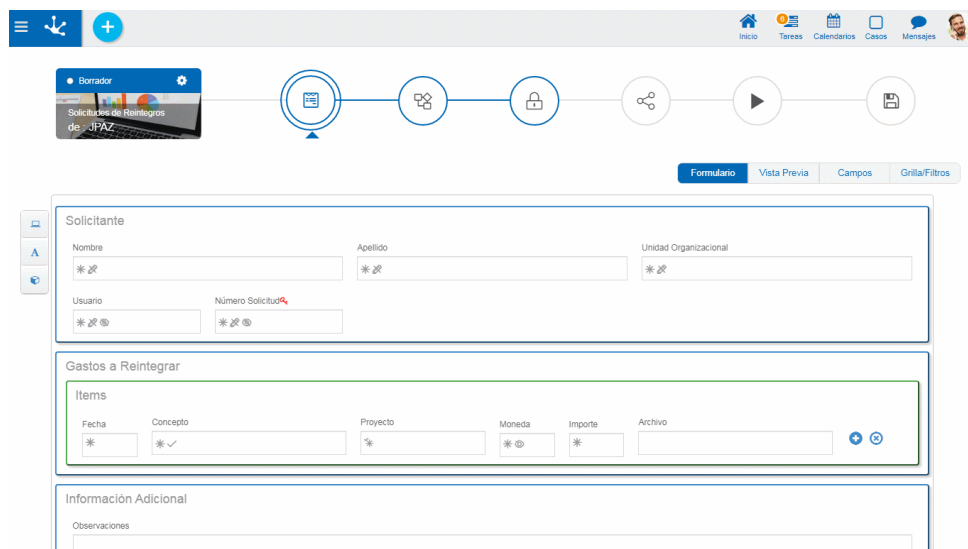 6
Inicio
Tareas
Calendarios
Casos
Mensajes
Borrador
Solicitudes de Reintegros
de : JPAZ
Formulario
Vista Previa
Campos
Grilla/Filtros
A
Solicitante
Nombre
Apellido
Unidad Organizacional
Usuario
Número Solicitud
Gastos a Reintegrar
Items
Fecha
Concepto
Proyecto
Moneda
Importe
Archivo
Información Adicional
Observaciones